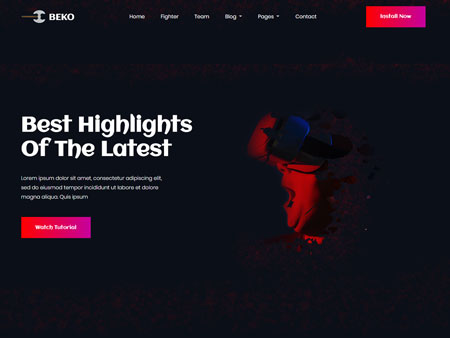 BEKO
Home Fighter Team Blog Pages Contact
Install Now
Best Highlights
Of The Latest
Lorem ipsum dolor sit amet, consectetur adipiscing elit,
sed do eiusmod tempor incididunt ut labore et dolore
magna aliqua. Quis ipsum
Watch Tutorial